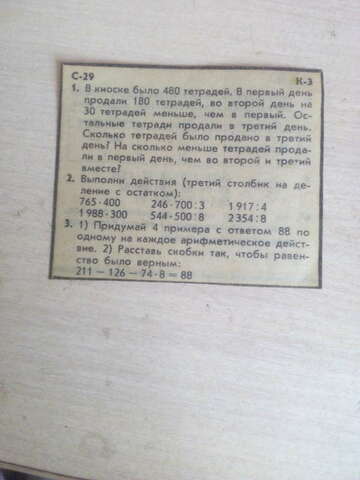 С-29 К-3
1. В киоске было 480 тетрадей. В первый день
продали 180 тетрадей, во второй день на
30 тетрадей меньше, чем в первый. Ос-
тальные тетради продали в третий день.
Сколько тетрадей было продано в третий
день? На сколько меньше тетрадей прода-
ли в первый день, чем во второй и третий
вместе?
2. Выполни действия (третий столбик на де-
ление с остатком):
765·400 246·700:3 1917:4
1988·300 544·500:8 2354:8
3. 1) Придумай 4 примера с ответом 88 по
одному на каждое арифметическое дейст-
вие. 2) Расставь скобки так, чтобы равен-
ство было верным:
211 — 126 — 74·8 = 88